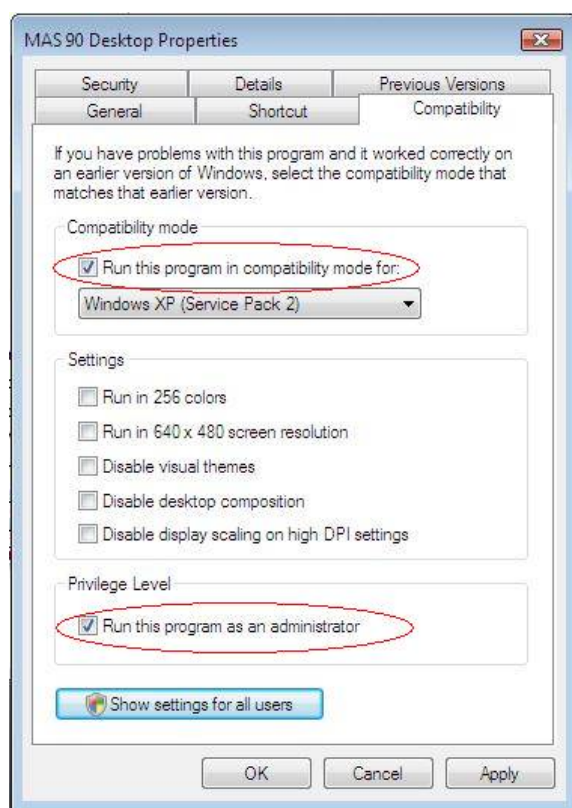 MAS 90 Desktop Properties
Security Details Previous Versions
General Shortcut Compatibility
If you have problems with this program and it worked correctly on
an earlier version of Windows, select the compatibility mode that
matches that earlier version.
Compatibility mode
Run this program in compatibility mode for:
Windows XP (Service Pack 2)
Settings
Run in 256 colors
Run in 640 x 480 screen resolution
Disable visual themes
Disable desktop composition
Disable display scaling on high DPI settings
Privilege Level
Run this program as an administrator
Show settings for all users
OK Cancel Apply